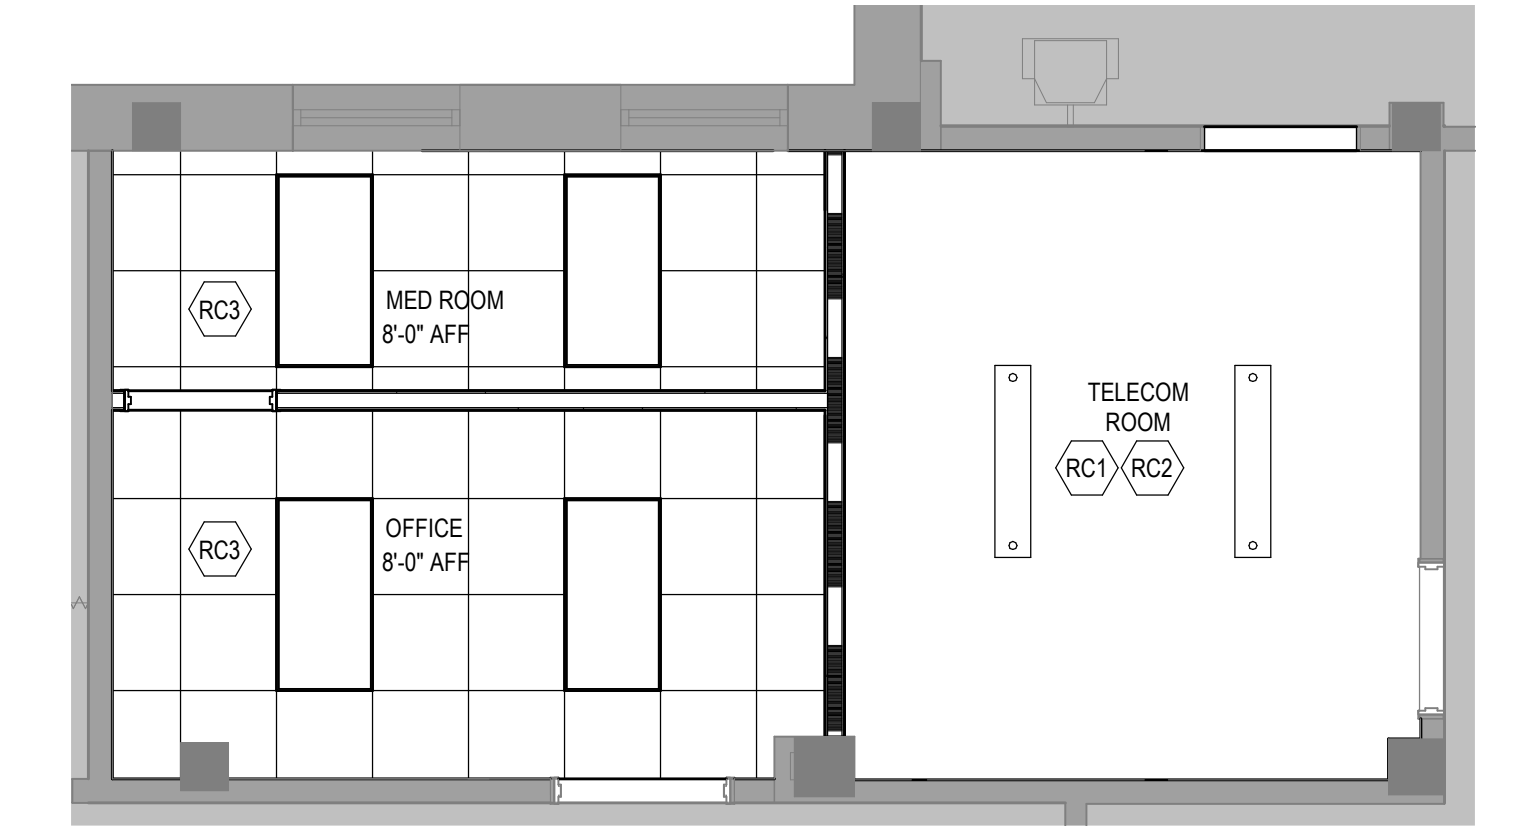 RC3
MED ROOM
8'-0" AFF
TELECOM
ROOM
RC1
RC2
RC3
OFFICE
8'-0" AFF